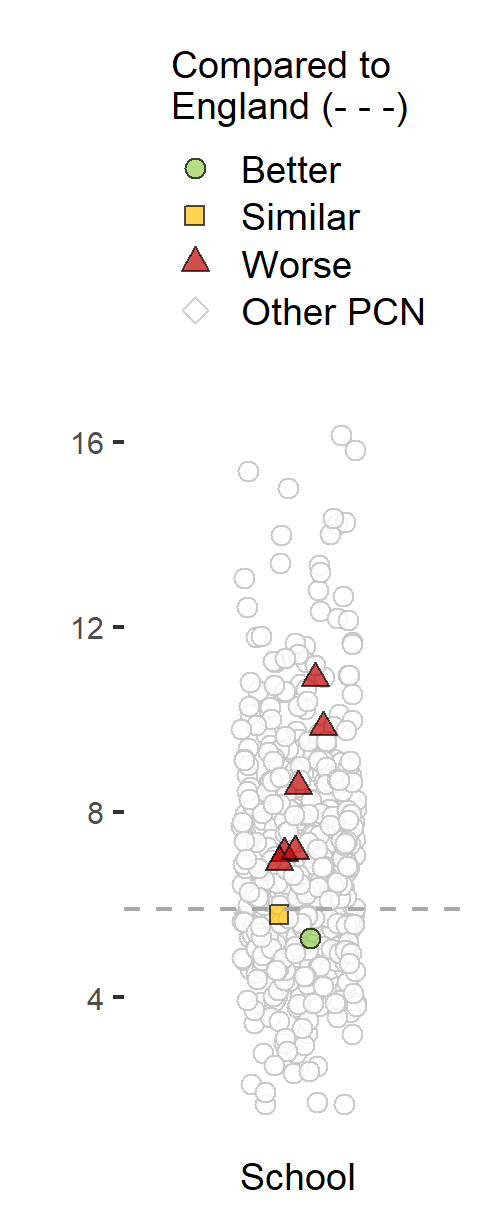 Compared to
England (- - -)
Better
Similar
Worse
Other PCN
16
12
8
4
School